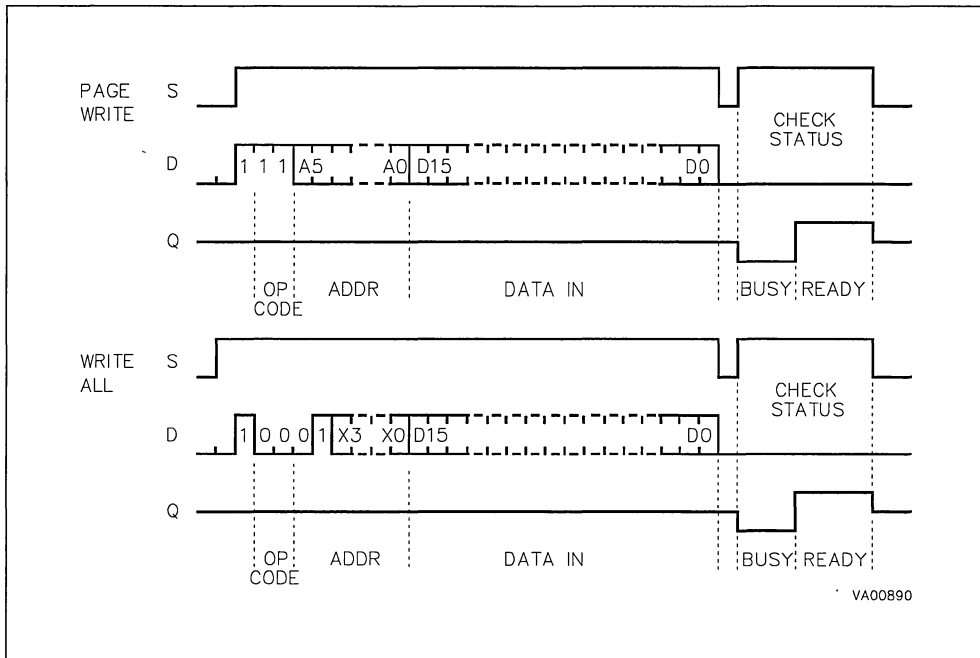 PAGE S
WRITE
CHECK
STATUS
D 1 1 1 A5 A0 D15 D0
Q
OP ADDR DATA IN BUSY READY
CODE
WRITE S
ALL
CHECK
STATUS
D 1 0 0 0 1 X3 X0 D15 D0
Q
OP ADDR DATA IN BUSY READY
CODE
VA00890